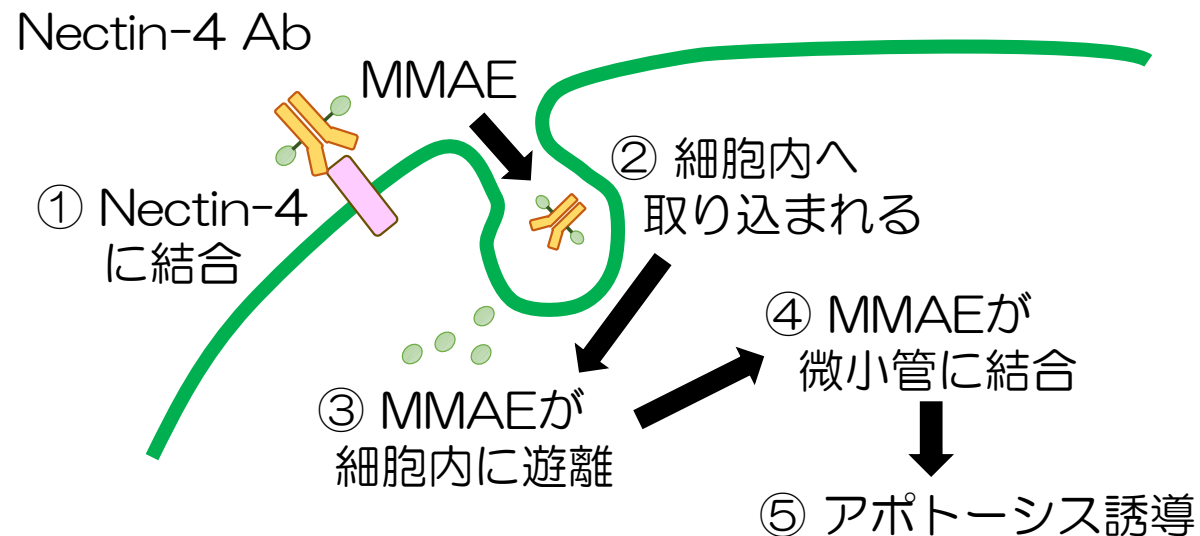 Nectin-4 Ab
MMAE
① Nectin-4
に結合
② 細胞内へ
取り込まれる
③ MMAEが
細胞内に遊離
④ MMAEが
微小管に結合
⑤ アポトーシス誘導